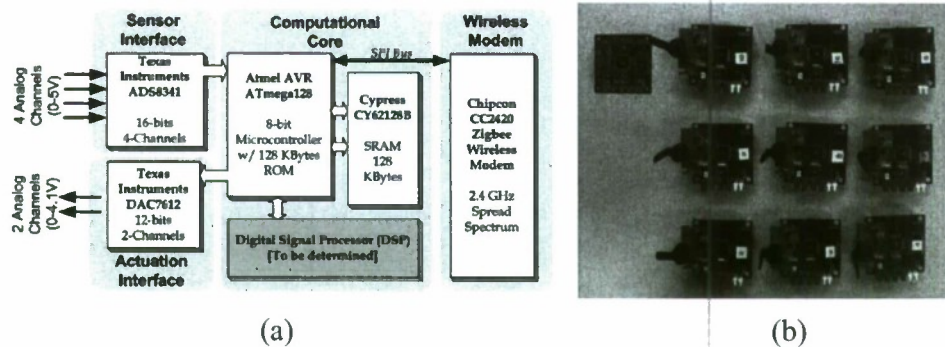 Sensor
Interface
Computational
Core
Wireless
Modem
SPI Bus
4 Analog
Channels
(0-5V)
Texas
Instruments
ADS8341
16-bits
4-Channels
Atmel AVR
ATmega128
8-bit
Microcontroller
w/ 128 KBytes
ROM
Cypress
CY62128B
SRAM
128
KBytes
Chipcon
CC2420
Zigbee
Wireless
Modem
2.4 GHz
Spread
Spectrum
2 Analog
Channels
(0-4.1V)
Texas
Instruments
DAC7612
12-bits
2-Channels
Actuation
Interface
Digital Signal Processor (DSP)
[To be determined]
(a)
(b)